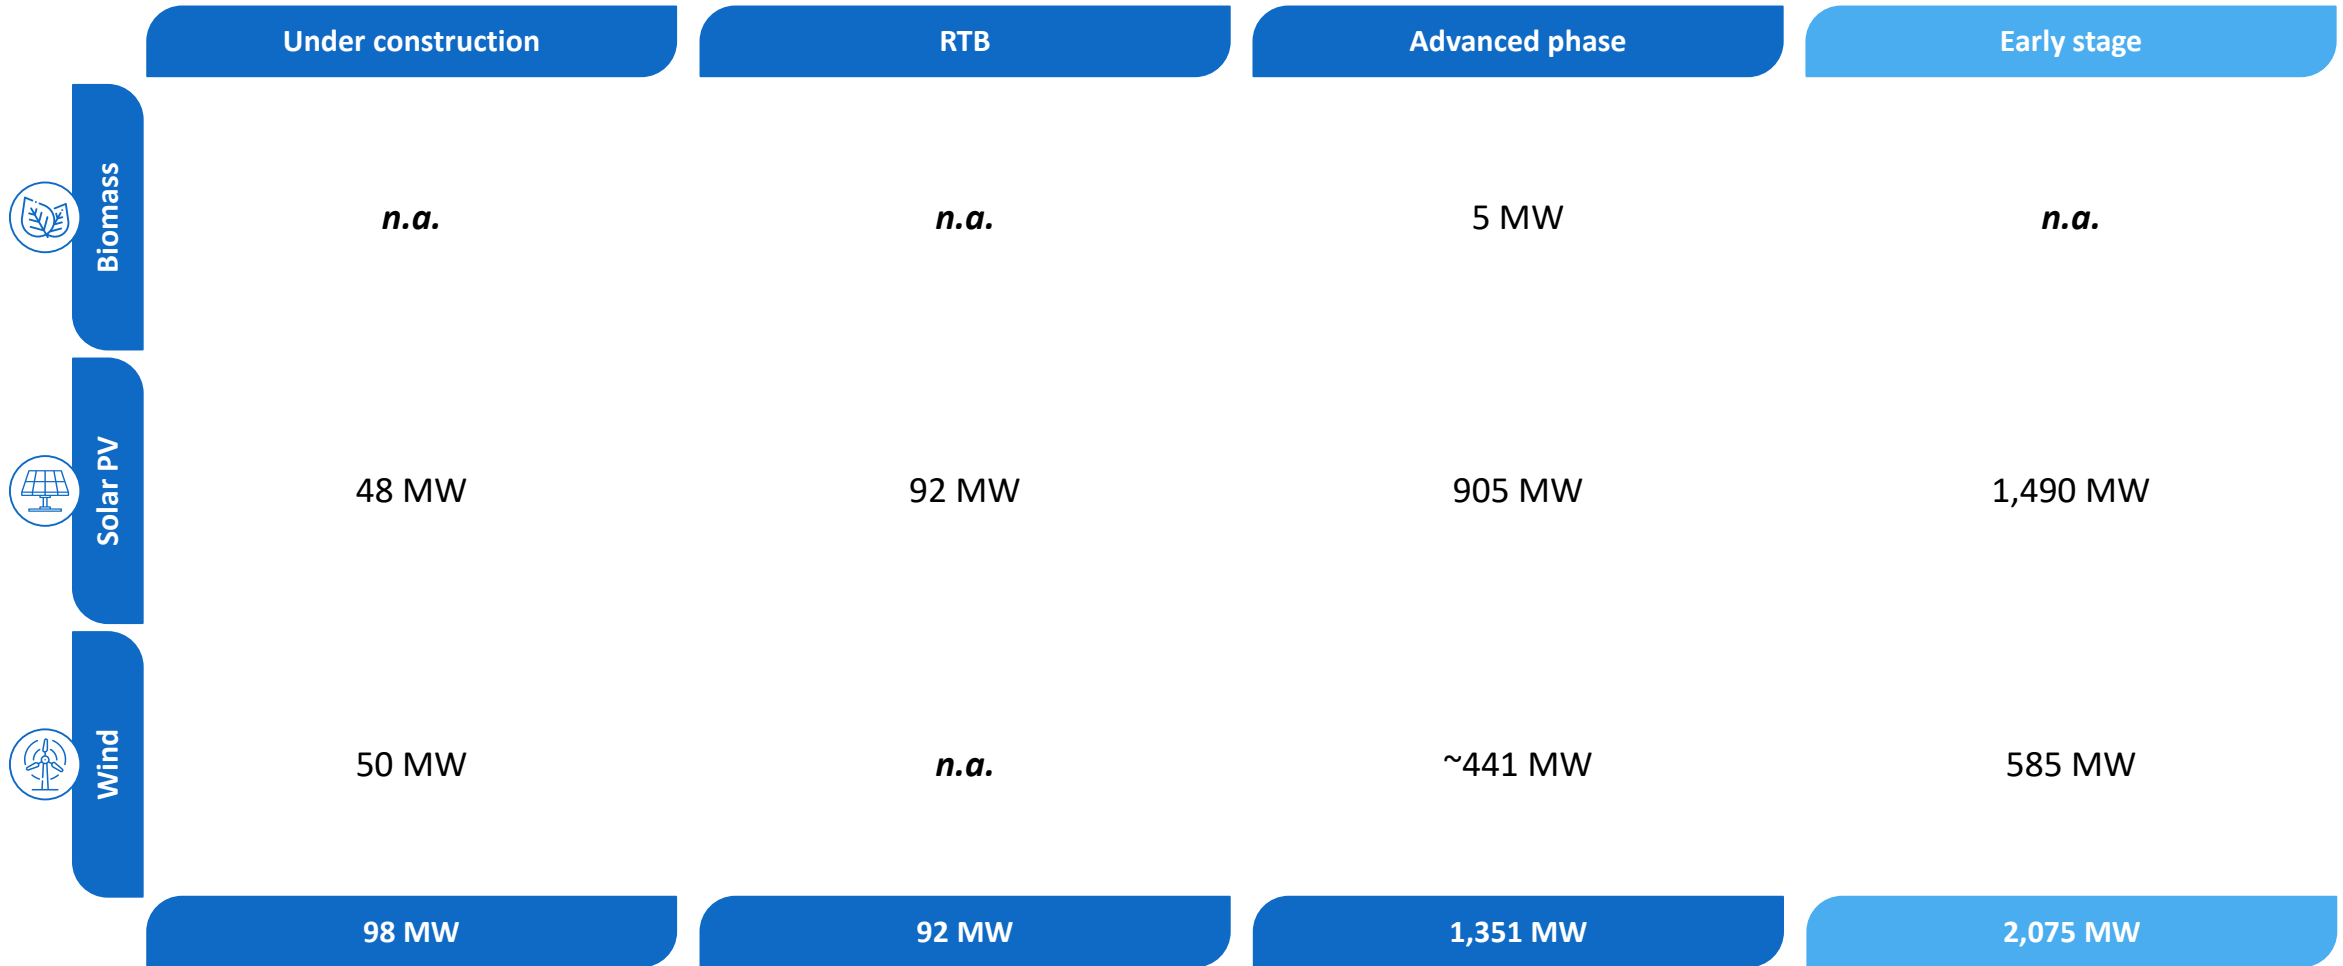 Under construction
RTB
Advanced phase
Early stage
Biomass
n.a.
n.a.
5 MW
n.a.
Solar PV
48 MW
92 MW
905 MW
1,490 MW
Wind
50 MW
n.a.
~441 MW
585 MW
98 MW
92 MW
1,351 MW
2,075 MW